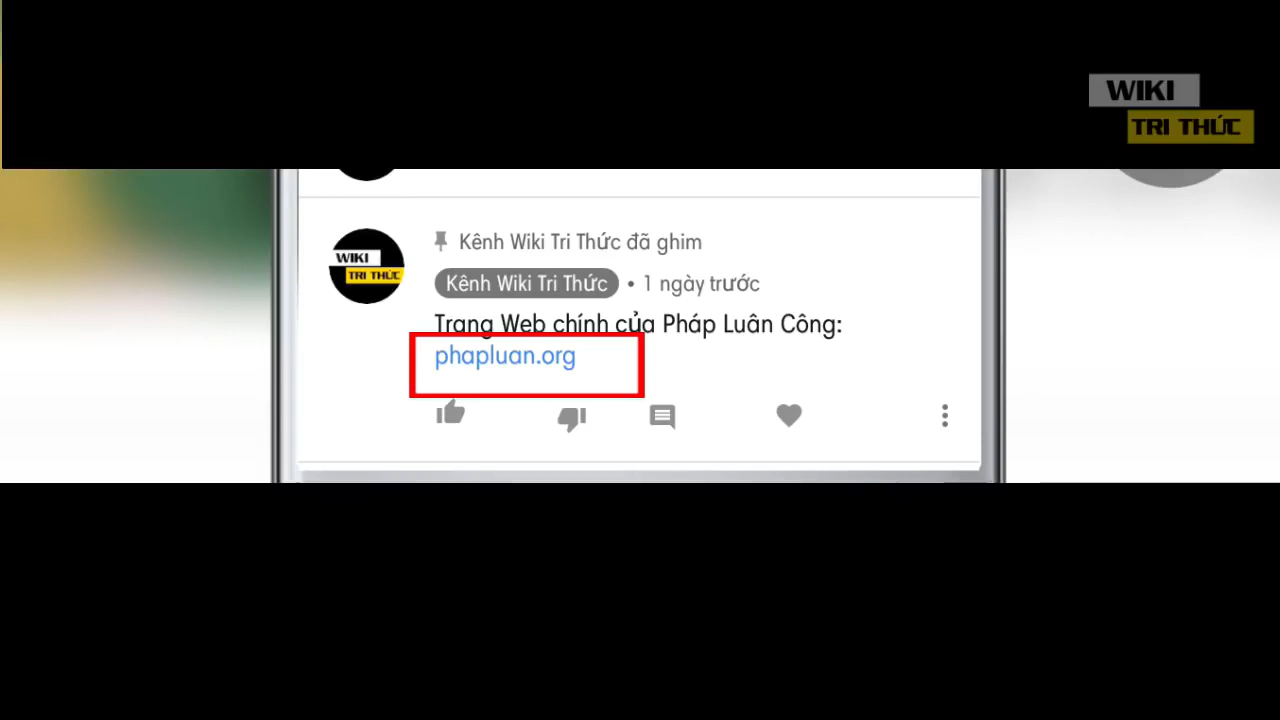 WIKI
TRI THỨC
WIKI
TRI THỨC
Kênh Wiki Tri Thức đã ghim
Kênh Wiki Tri Thức • 1 ngày trước
Trang Web chính của Pháp Luân Công:
phapluan.org